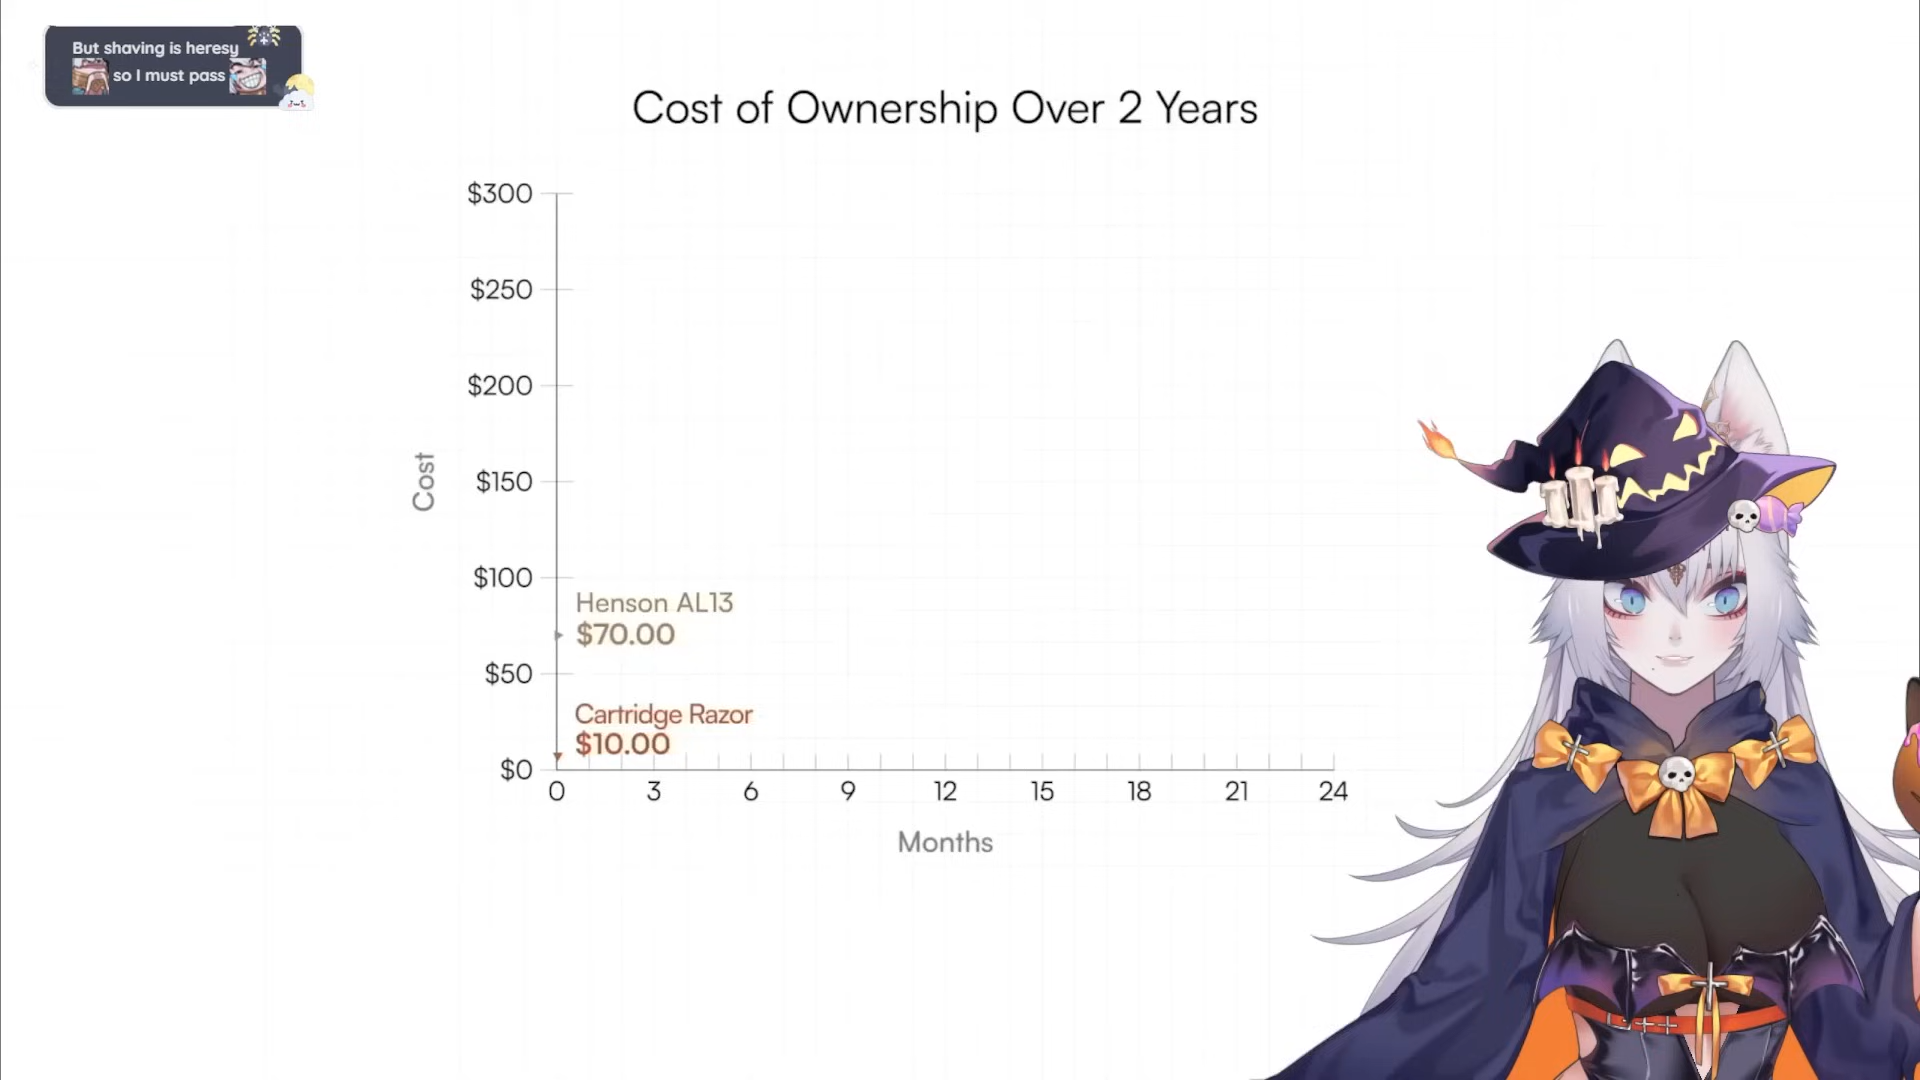 But shaving is heresy
so I must pass
Cost of Ownership Over 2 Years
$300
$250
$200
$150
$100
$50
$0
Cost
Henson AL13
$70.00
Cartridge Razor
$10.00
0 3 6 9 12 15 18 21 24
Months